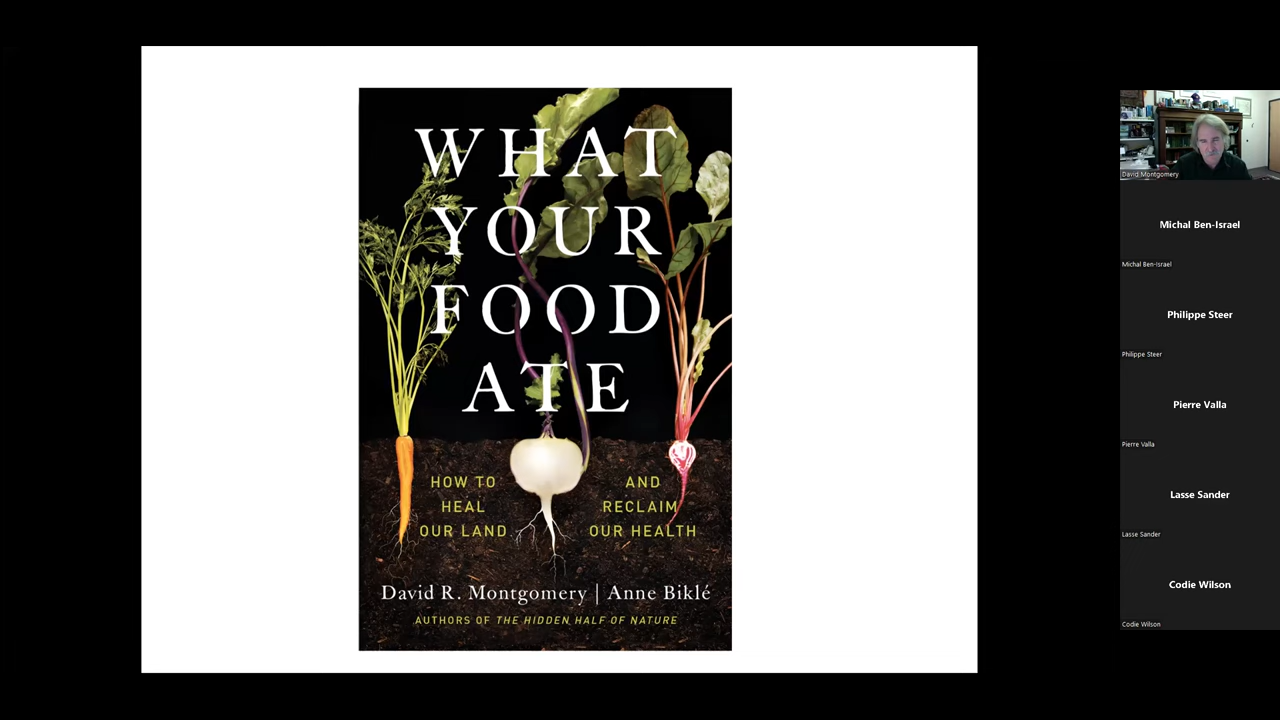 WHAT
YOUR
FOOD
ATE
HOW TO
HEAL
OUR LAND
AND
RECLAIM
OUR HEALTH
David R. Montgomery | Anne Biklé
AUTHORS OF THE HIDDEN HALF OF NATURE
David Montgomery
Michal Ben-Israel
Michal Ben-Israel
Philippe Steer
Philippe Steer
Pierre Valla
Pierre Valla
Lasse Sander
Lasse Sander
Codie Wilson
Codie Wilson